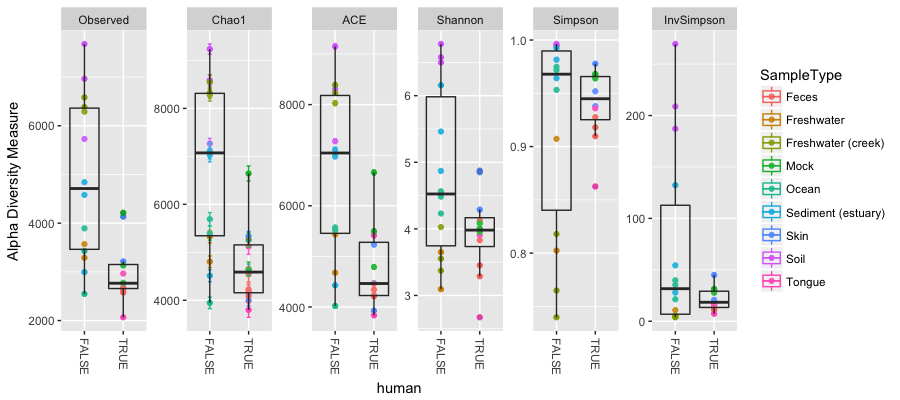 Observed Chao1 ACE Shannon Simpson InvSimpson
Alpha Diversity Measure
2000 4000 6000
4000 6000 8000
4000 6000 8000
3 4 5 6
0.8 0.9 1.0
0 100 200
FALSE TRUE FALSE TRUE FALSE TRUE FALSE TRUE FALSE TRUE FALSE TRUE
human
SampleType
Feces
Freshwater
Freshwater (creek)
Mock
Ocean
Sediment (estuary)
Skin
Soil
Tongue